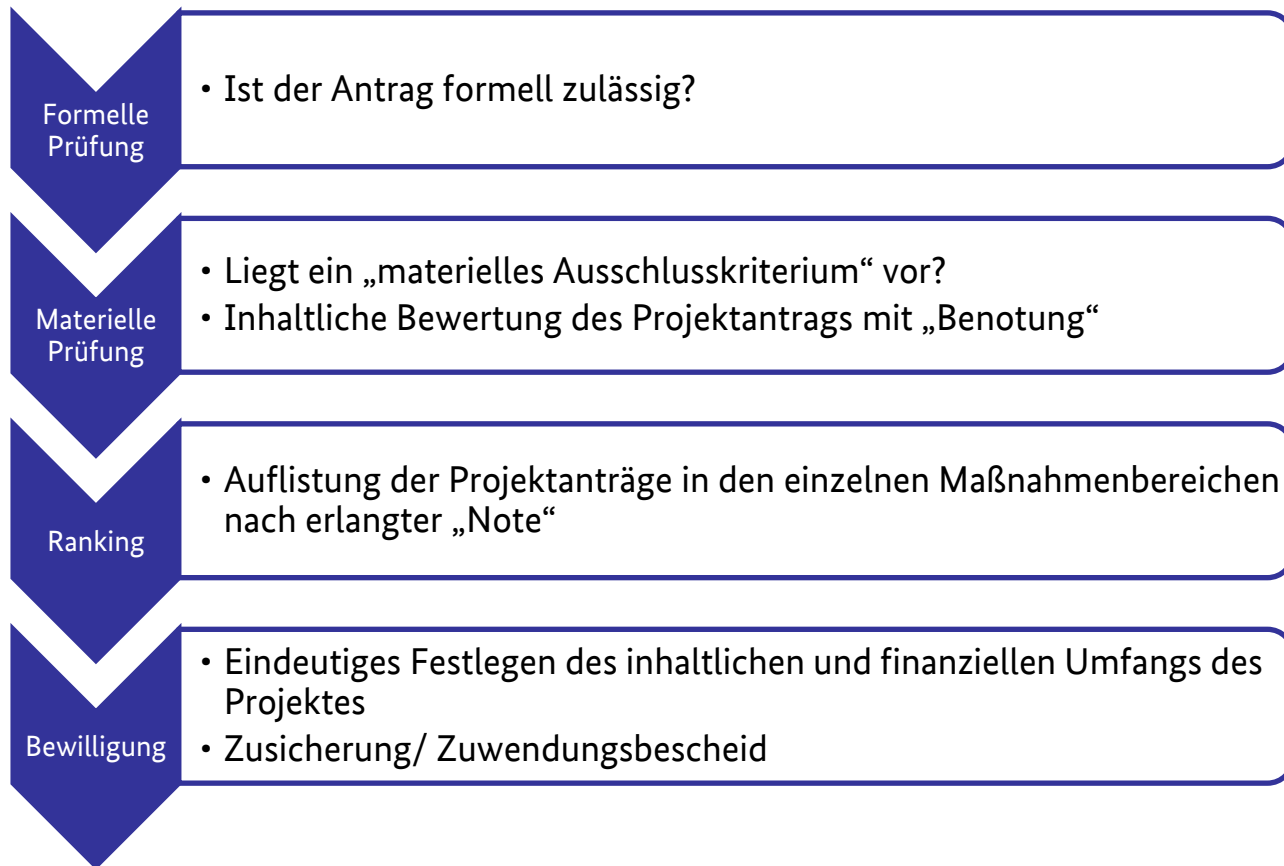 Formelle
Prüfung
• Ist der Antrag formell zulässig?
Materielle
Prüfung
• Liegt ein „materielles Ausschlusskriterium“ vor?
• Inhaltliche Bewertung des Projektantrags mit „Benotung“
Ranking
• Auflistung der Projektanträge in den einzelnen Maßnahmenbereichen
nach erlangter „Note“
Bewilligung
• Eindeutiges Festlegen des inhaltlichen und finanziellen Umfangs des
Projektes
• Zusicherung/ Zuwendungsbescheid